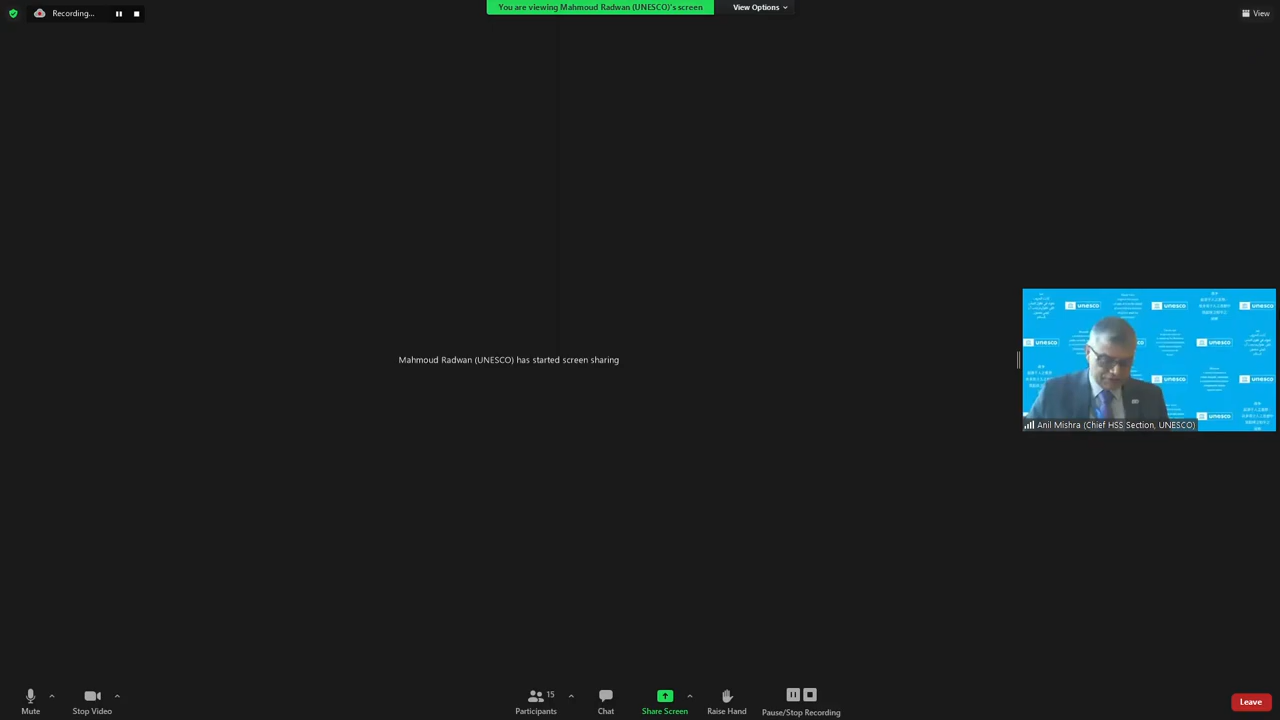 Recording...
You are viewing Mahmoud Radwan (UNESCO)'s screen
View Options
View
Mahmoud Radwan (UNESCO) has started screen sharing
unesco
unesco
unesco
unesco
unesco
unesco
unesco
unesco
unesco
Anil Mishra (Chief HSS Section, UNESCO)
Mute
Stop Video
15
Participants
Chat
Share Screen
Raise Hand
Pause/Stop Recording
Leave